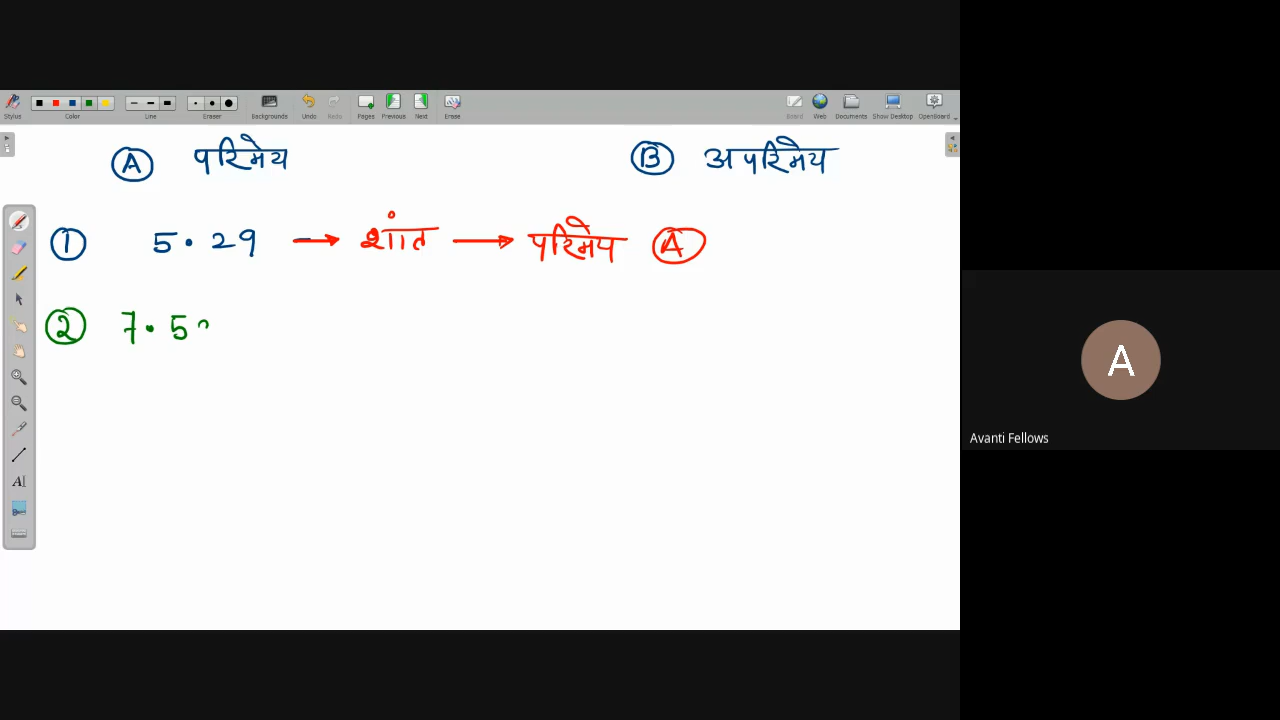 Stylus Color Line Eraser Backgrounds Undo Redo Pages Previous Next Erase Board Web Documents Show Desktop OpenBoard
Ⓐ परिमेय Ⓑ अपरिमेय
① 5.29 → शांत → परिमेय Ⓐ
② 7.5
A
Avanti Fellows